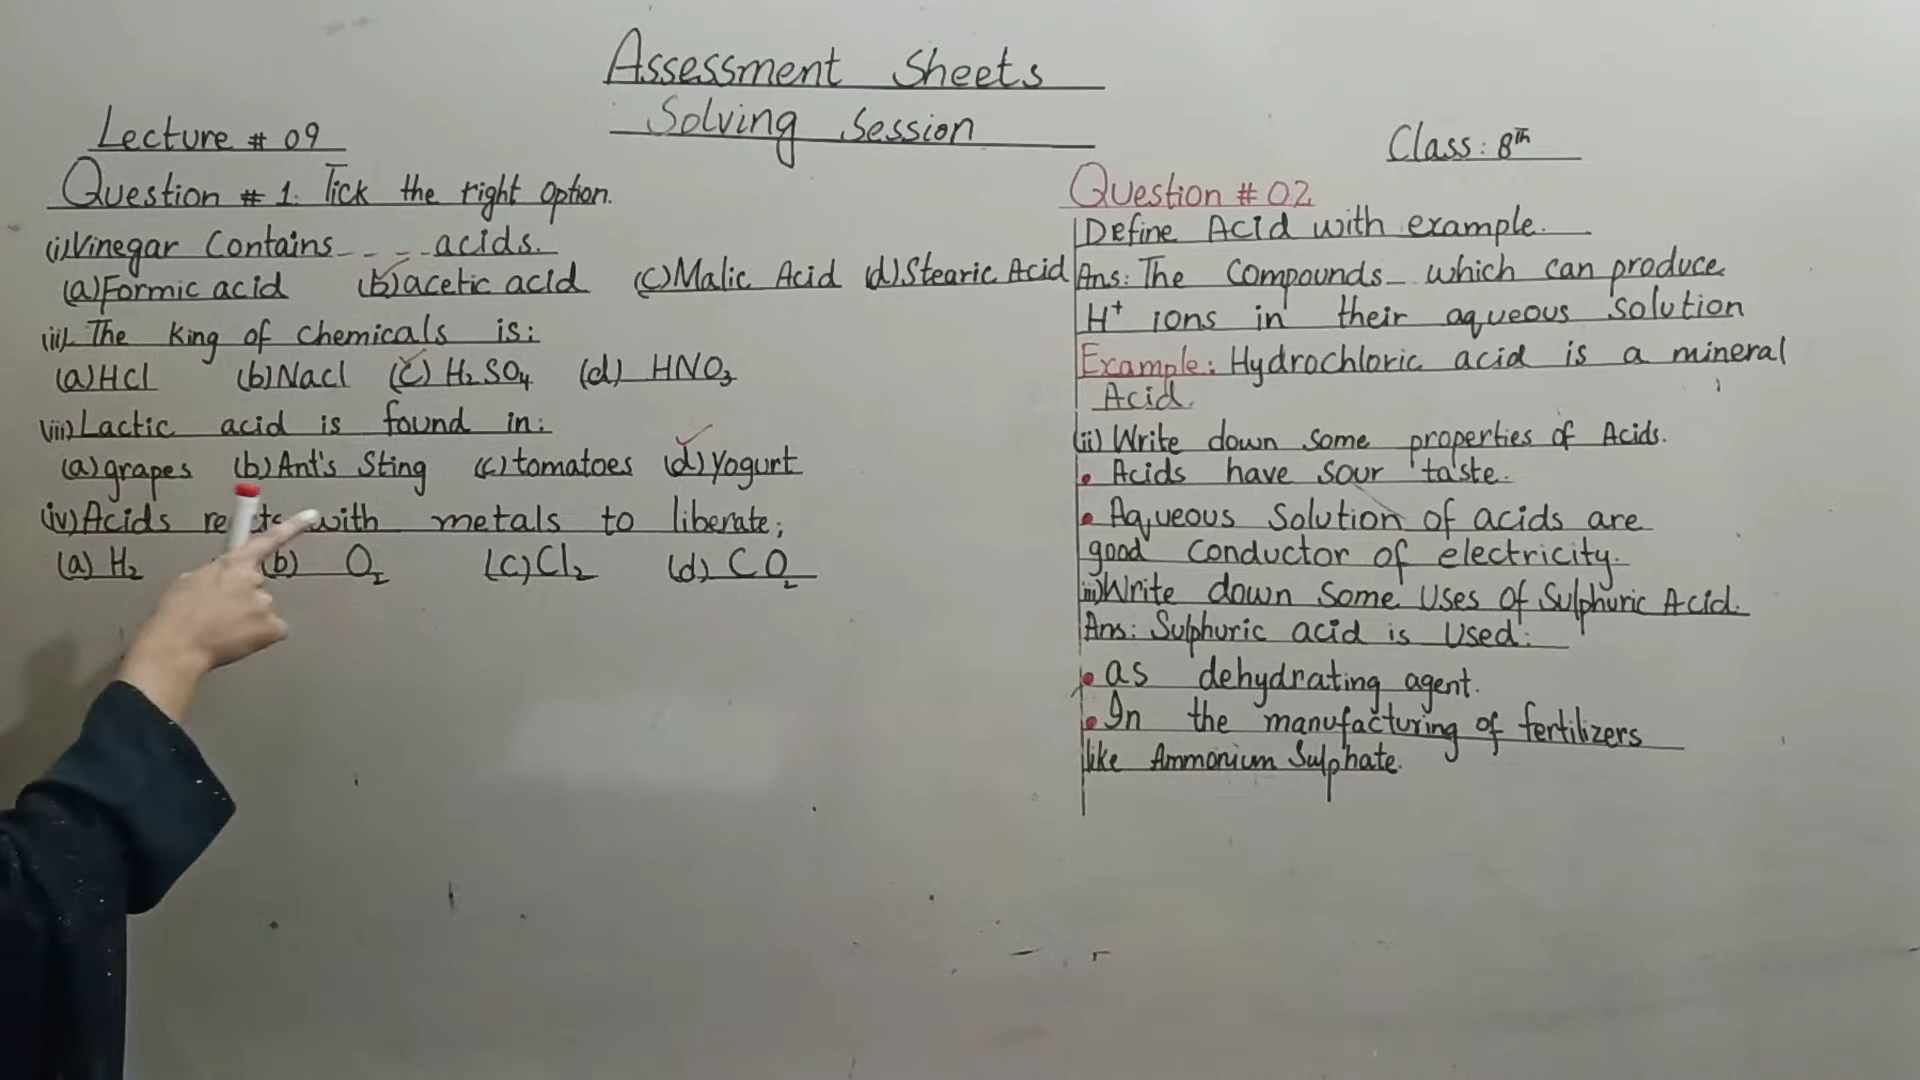 Assessment Sheets
Solving Session
Lecture # 09
Class: 8th
Question # 1. Tick the right option.
(i) Vinegar Contains - - - - acids.
(a) Formic acid (b) acetic acid (c) Malic Acid (d) Stearic Acid
(ii). The King of chemicals is:
(a) HCl (b) NaCl (c) H₂SO₄ (d) HNO₃
(iii) Lactic acid is found in:
(a) grapes (b) Ant's Sting (c) tomatoes (d) Yogurt
(iv) Acids with metals to liberate;
(a) H₂ (b) O₂ (c) Cl₂ (d) CO₂
Question # 02
Define Acid with example.
Ans: The Compounds which can produce
H⁺ ions in their aqueous solution
Example: Hydrochloric acid is a mineral
Acid.
(ii) Write down some properties of Acids.
• Acids have sour taste.
• Aqueous Solution of acids are
good conductor of electricity.
iii) Write down some Uses of Sulphuric Acid.
Ans: Sulphuric acid is Used:
• as dehydrating agent.
• In the manufacturing of fertilizers
like Ammonium Sulphate.